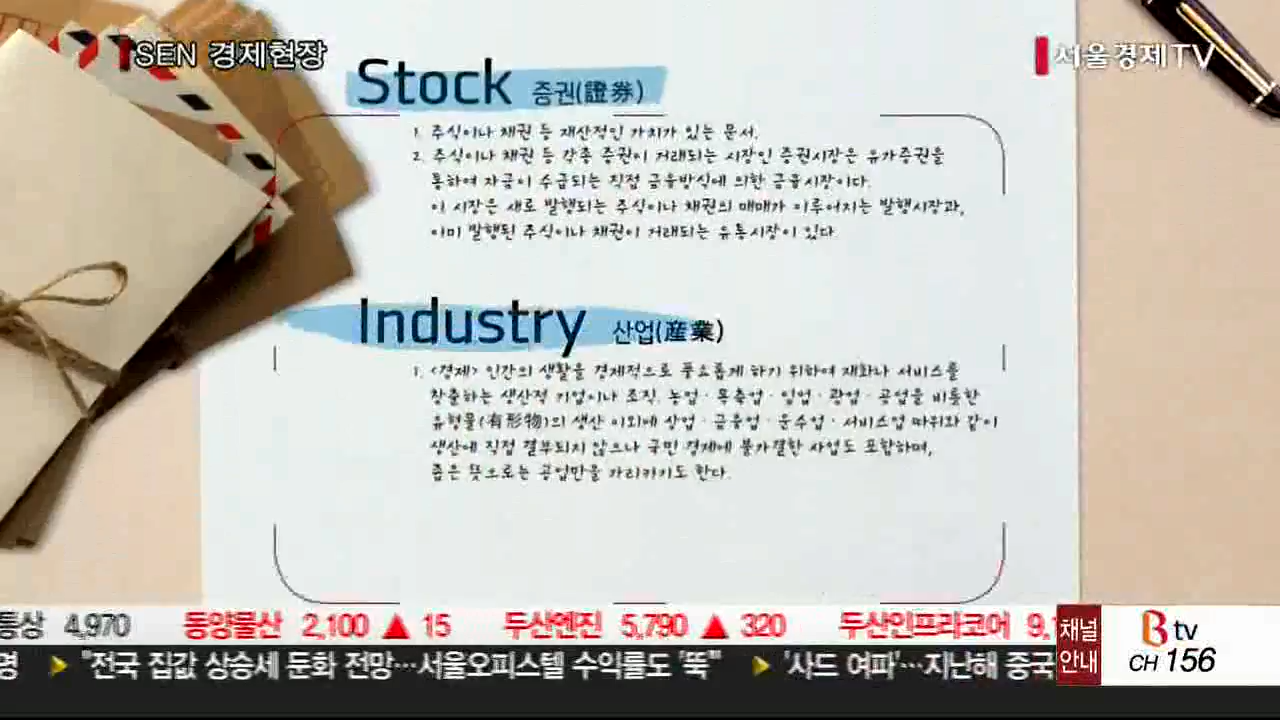 SEN 경제현장
서울경제TV
Stock 증권(證券)
1. 주식이나 채권 등 재산적인 가치가 있는 문서.
2. 주식이나 채권 등 각종 증권이 거래되는 시장인 증권시장은 유가증권을
통하여 자금이 수급되는 직접 금융방식에 의한 금융시장이다.
이 시장은 새로 발행되는 주식이나 채권의 매매가 이루어지는 발행시장과,
이미 발행된 주식이나 채권이 거래되는 유통시장이 있다.
Industry 산업(産業)
1. <경제> 인간의 생활을 경제적으로 풍요롭게 하기 위하여 재화나 서비스를
창출하는 생산적 기업이나 조직. 농업·목축업·임업·광업·공업을 비롯한
유형물(有形物)의 생산 이외에 상업·금융업·운수업·서비스업 따위와 같이
생산에 직접 결부되지 않으나 국민 경제에 불가결한 사업도 포함하며,
좁은 뜻으로는 공업만을 가리키기도 한다.
통상 4,970 동양물산 2,100 ▲ 15 두산엔진 5,790 ▲ 320 두산인프라코어 9,1
명 ▶ "전국 집값 상승세 둔화 전망…서울오피스텔 수익률도 '뚝'" ▶ '사드 여파'…지난해 중국
채널
안내
B tv
CH 156